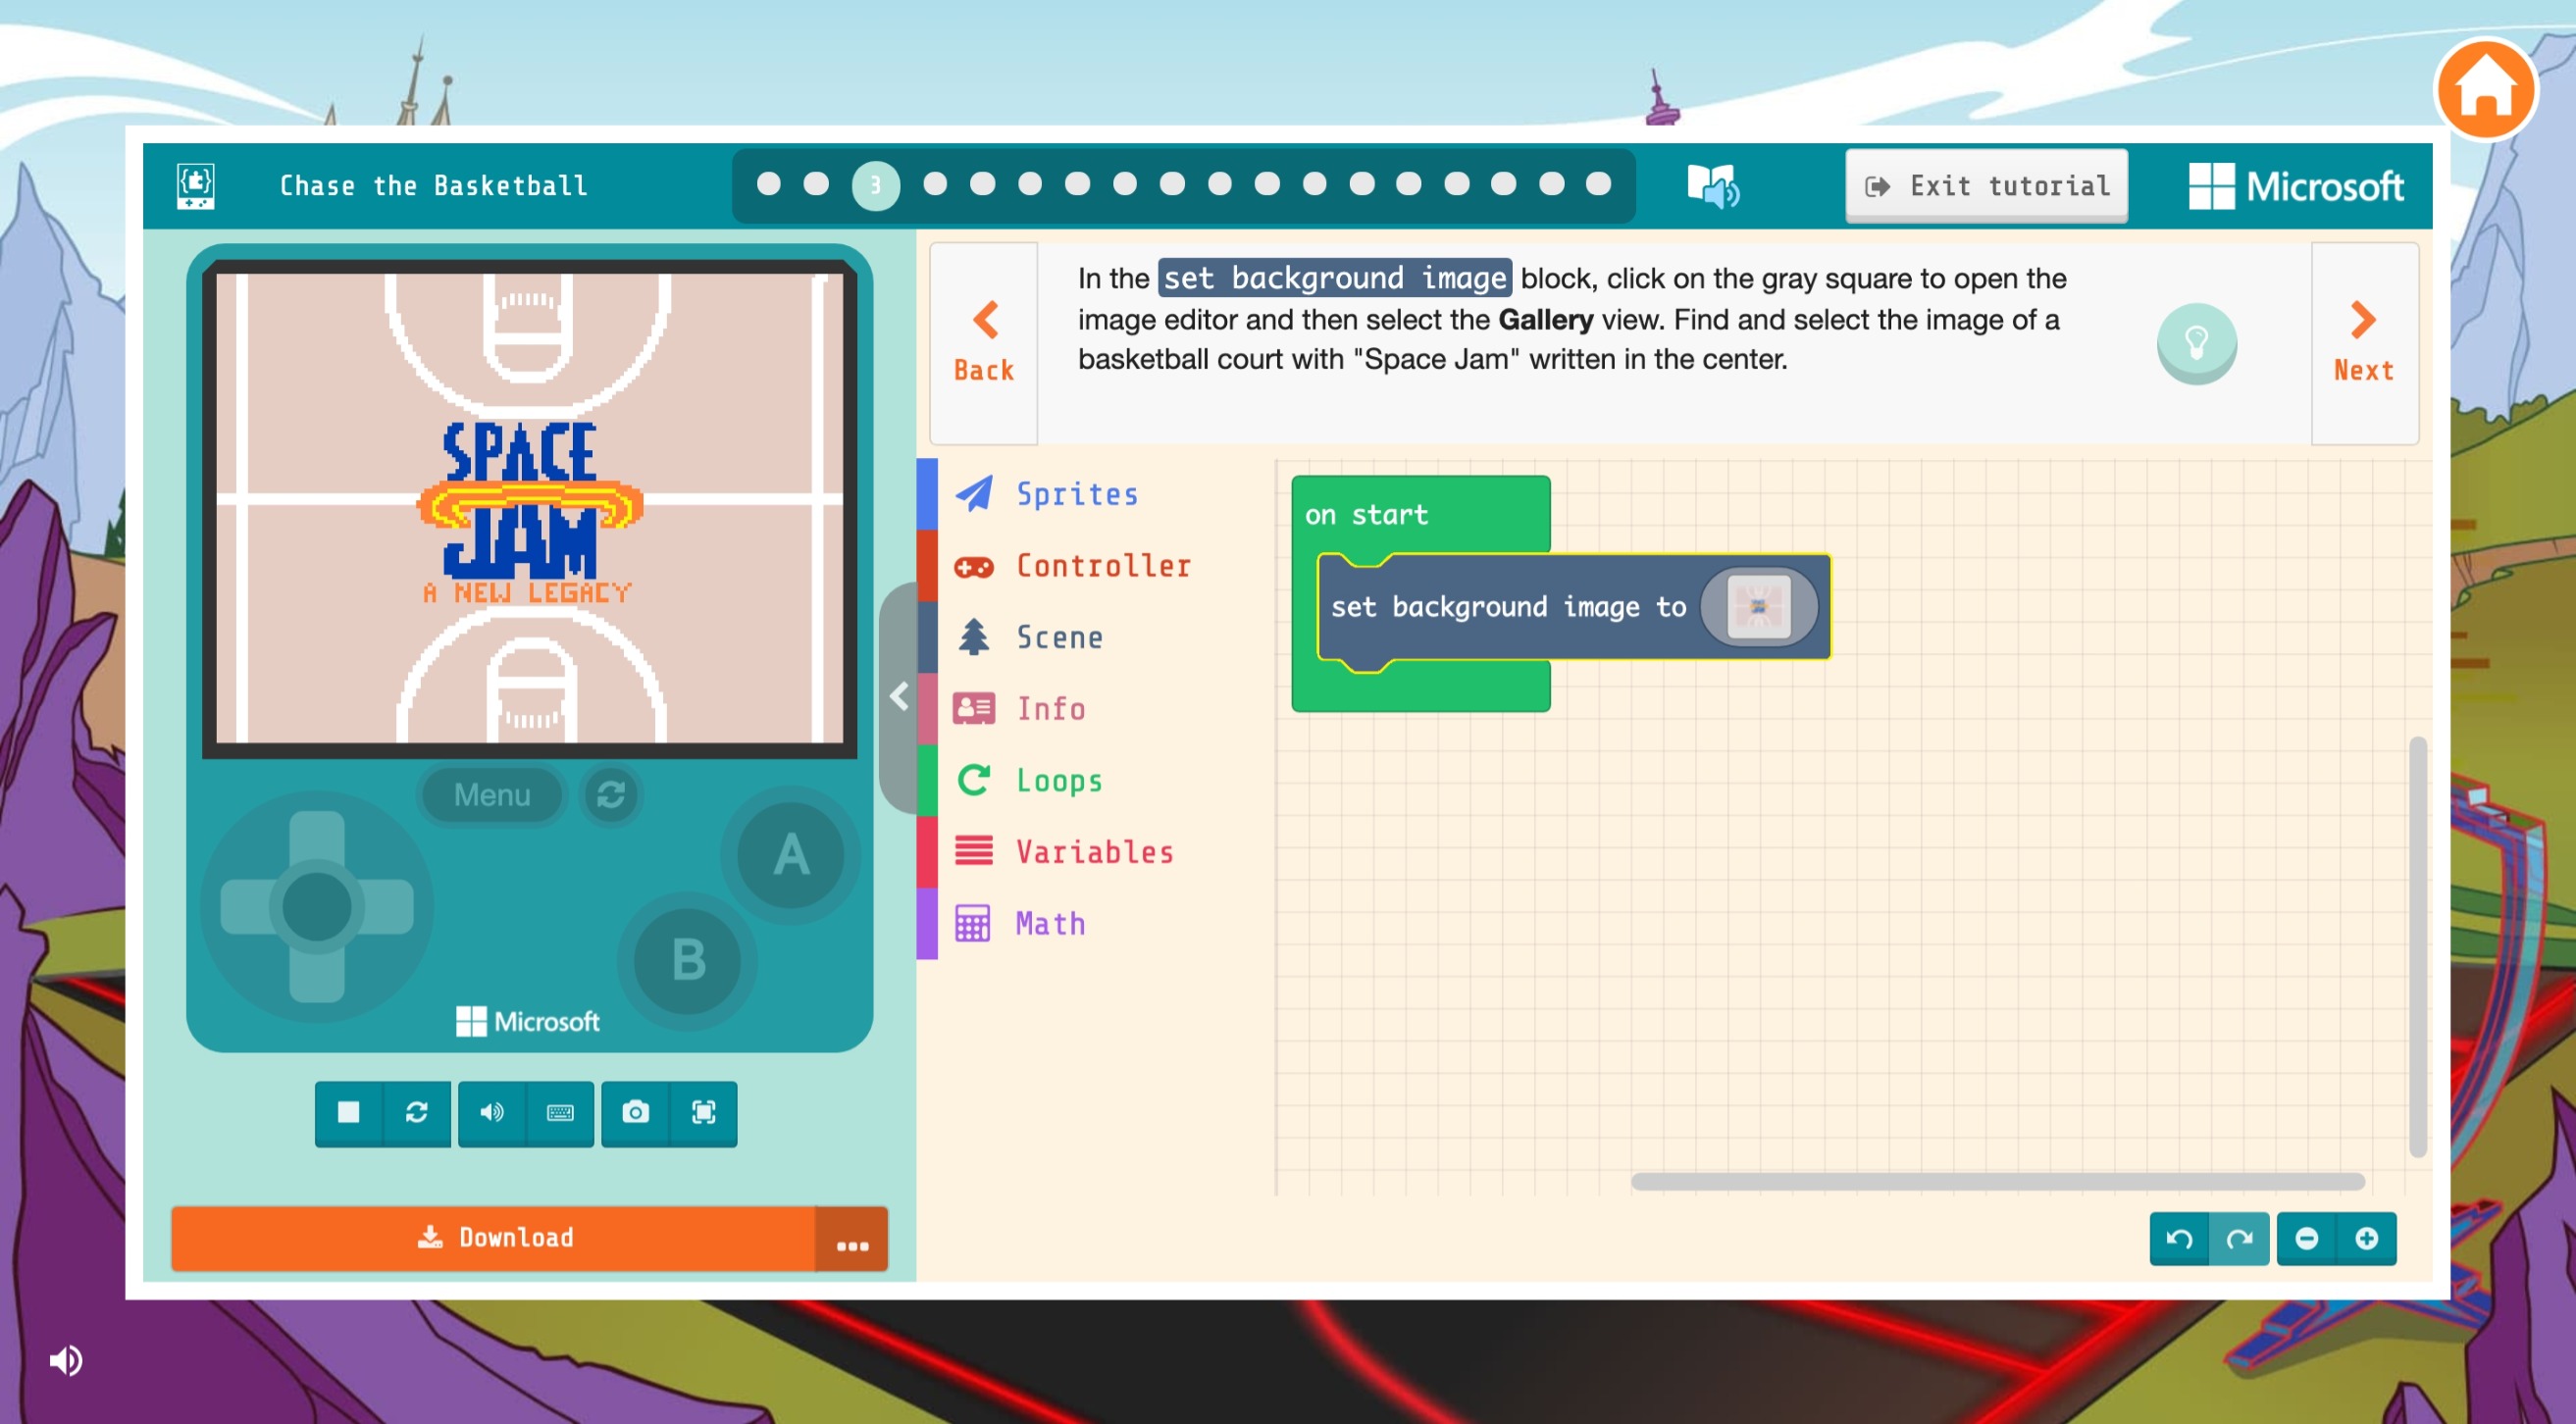 Chase the Basketball
3
Exit tutorial
Microsoft
Back
In the set background image block, click on the gray square to open the
image editor and then select the Gallery view. Find and select the image of a
basketball court with "Space Jam" written in the center.
Next
SPACE
JAM
A NEW LEGACY
Menu
A
B
Microsoft
Download
Sprites
Controller
Scene
Info
Loops
Variables
Math
on start
set background image to